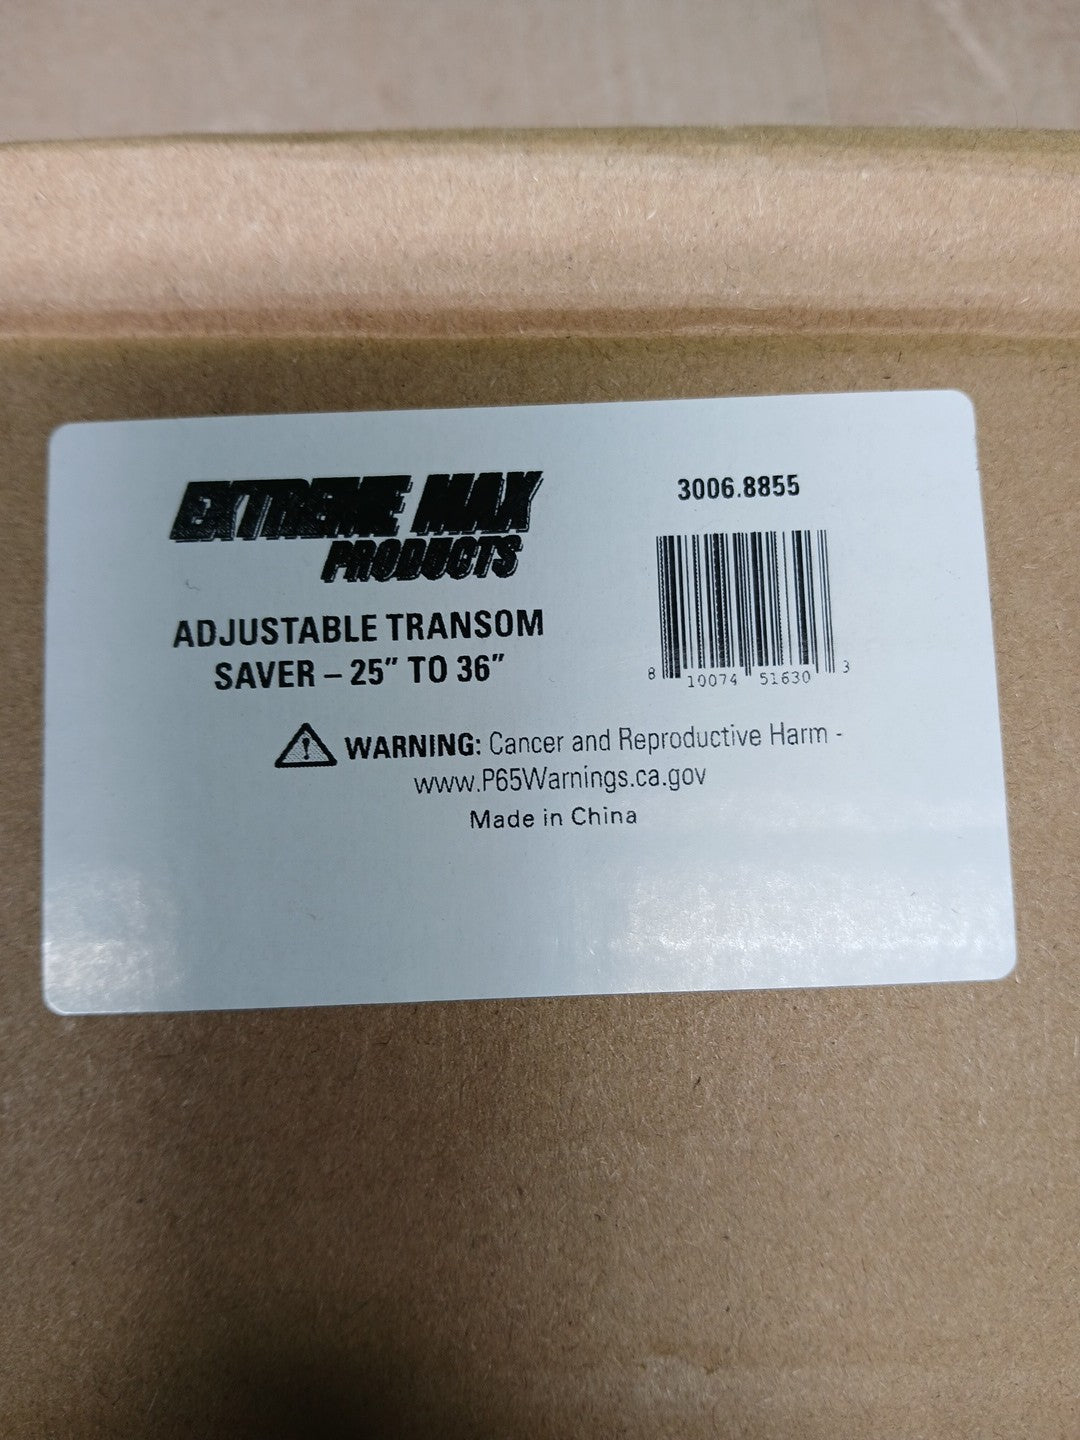 EXTREME MAX
PRODUCTS
ADJUSTABLE TRANSOM
SAVER – 25” TO 36”
3006.8855
8 10074 51630 3
WARNING: Cancer and Reproductive Harm -
www.P65Warnings.ca.gov
Made in China